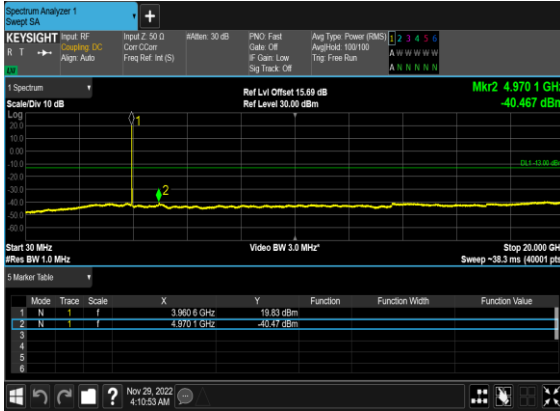 Spectrum Analyzer 1
Swept SA
+
KEYSIGHT Input: RF Input Z: 50 Ω #Atten: 30 dB PNO: Fast Avg Type: Power (RMS) 1 2 3 4 5 6
R T Coupling: DC Corr CCorr Gate: Off Avg|Hold: 100/100 A W W W W W
Align: Auto Freq Ref: Int (S) IF Gain: Low Trig: Free Run
Sig Track: Off A N N N N N
1 Spectrum Ref Lvl Offset 15.69 dB Mkr2 4.970 1 GHz
Scale/Div 10 dB Ref Level 30.00 dBm -40.467 dBm
Log
20.0
10.0
0.00
-10.0
-20.0
-30.0
-40.0
-50.0
-60.0
1
DL1 -13.00 dBm
2
Start 30 MHz Video BW 3.0 MHz* Stop 20.000 GH
#Res BW 1.0 MHz Sweep ~38.3 ms (40001 pts
5 Marker Table
Mode Trace Scale X Y Function Function Width Function Value
1 N 1 f 3.960 6 GHz 19.83 dBm
2 N 1 f 4.970 1 GHz -40.47 dBm
3
4
5
6
? Nov 29, 2022
4:10:53 AM